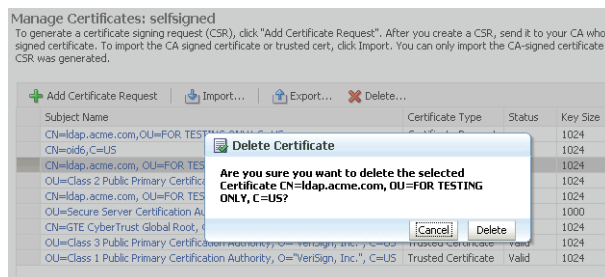 Manage Certificates: selfsigned
To generate a certificate signing request (CSR), click "Add Certificate Request". After you create a CSR, send it to your CA who
signed certificate. To import the CA signed certificate or trusted cert, click Import. You can only import the CA-signed certificate
CSR was generated.
Add Certificate Request Import... Export... Delete...
Subject Name Certificate Type Status Key Size
CN=ldap.acme.com,OU=FOR TESTING ONLY, C=US Certificate Request 1024
CN=oid6,C=US 1024
CN=ldap.acme.com, OU=FOR TES 1024
OU=Class 2 Public Primary Certifica 1024
OU=Secure Server Certification Au 1000
CN=GTE CyberTrust Global Root, 1024
OU=Class 3 Public Primary Certification Authority, O="VeriSign, Inc.", C=US Trusted Certificate Valid 1024
OU=Class 1 Public Primary Certification Authority, O="VeriSign, Inc.", C=US Trusted Certificate Valid 1024
Delete Certificate
Are you sure you want to delete the selected
Certificate CN=ldap.acme.com, OU=FOR TESTING
ONLY, C=US?
Cancel Delete